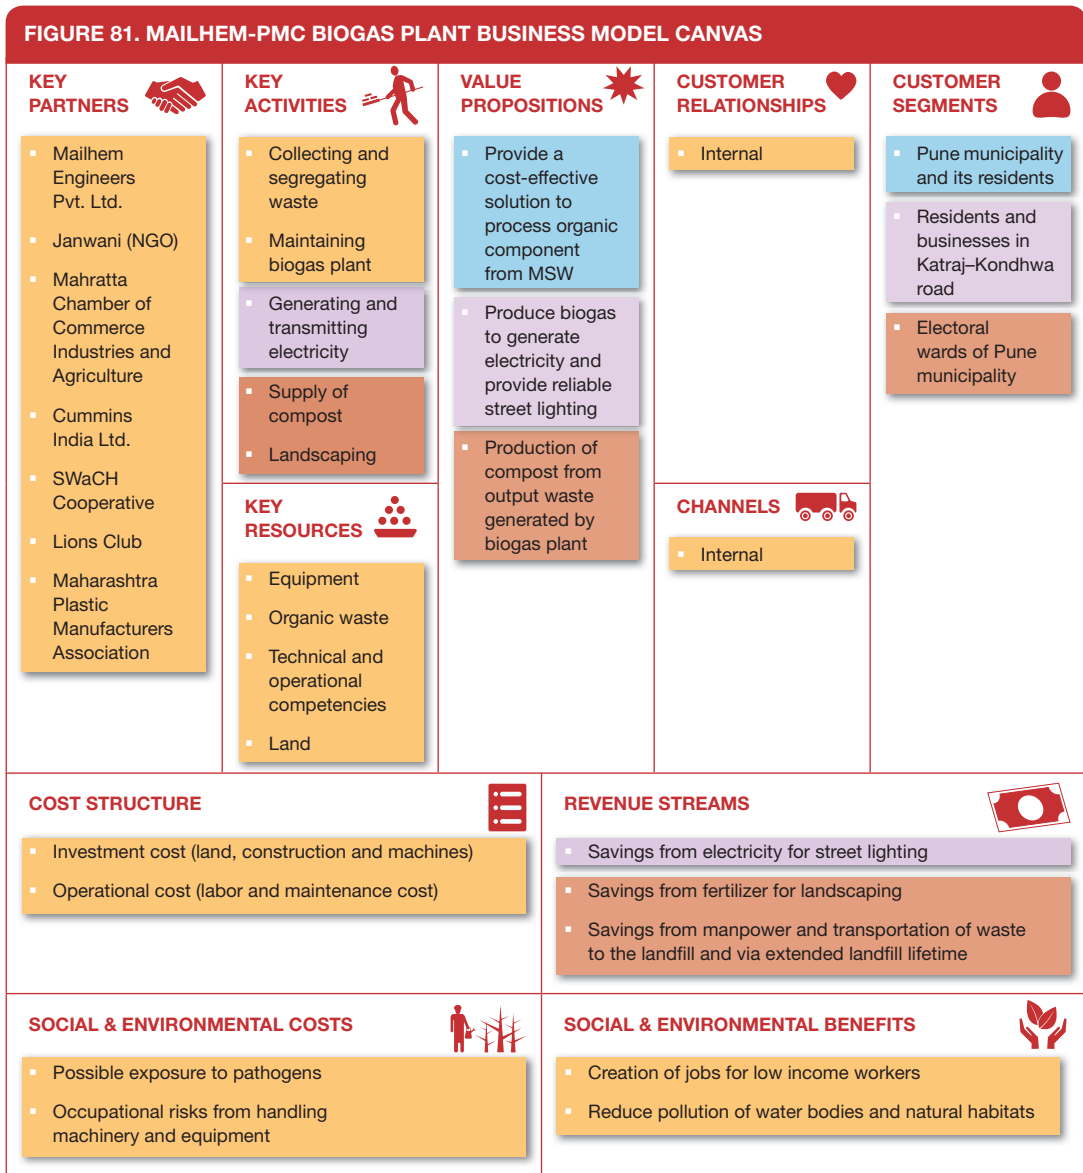 FIGURE 81. MAILHEM-PMC BIOGAS PLANT BUSINESS MODEL CANVAS
KEY
PARTNERS
▪ Mailhem
Engineers
Pvt. Ltd.
▪ Janwani (NGO)
▪ Mahratta
Chamber of
Commerce
Industries and
Agriculture
▪ Cummins
India Ltd.
▪ SWaCH
Cooperative
▪ Lions Club
▪ Maharashtra
Plastic
Manufacturers
Association
KEY
ACTIVITIES
▪ Collecting and
segregating
waste
▪ Maintaining
biogas plant
▪ Generating and
transmitting
electricity
▪ Supply of
compost
▪ Landscaping
KEY
RESOURCES
▪ Equipment
▪ Organic waste
▪ Technical and
operational
competencies
▪ Land
VALUE
PROPOSITIONS
▪ Provide a
cost-effective
solution to
process organic
component
from MSW
▪ Produce biogas
to generate
electricity and
provide reliable
street lighting
▪ Production of
compost from
output waste
generated by
biogas plant
CUSTOMER
RELATIONSHIPS
▪ Internal
CHANNELS
▪ Internal
CUSTOMER
SEGMENTS
▪ Pune municipality
and its residents
▪ Residents and
businesses in
Katraj–Kondhwa
road
▪ Electoral
wards of Pune
municipality
COST STRUCTURE
▪ Investment cost (land, construction and machines)
▪ Operational cost (labor and maintenance cost)
REVENUE STREAMS
▪ Savings from electricity for street lighting
▪ Savings from fertilizer for landscaping
▪ Savings from manpower and transportation of waste
to the landfill and via extended landfill lifetime
SOCIAL & ENVIRONMENTAL COSTS
▪ Possible exposure to pathogens
▪ Occupational risks from handling
machinery and equipment
SOCIAL & ENVIRONMENTAL BENEFITS
▪ Creation of jobs for low income workers
▪ Reduce pollution of water bodies and natural habitats